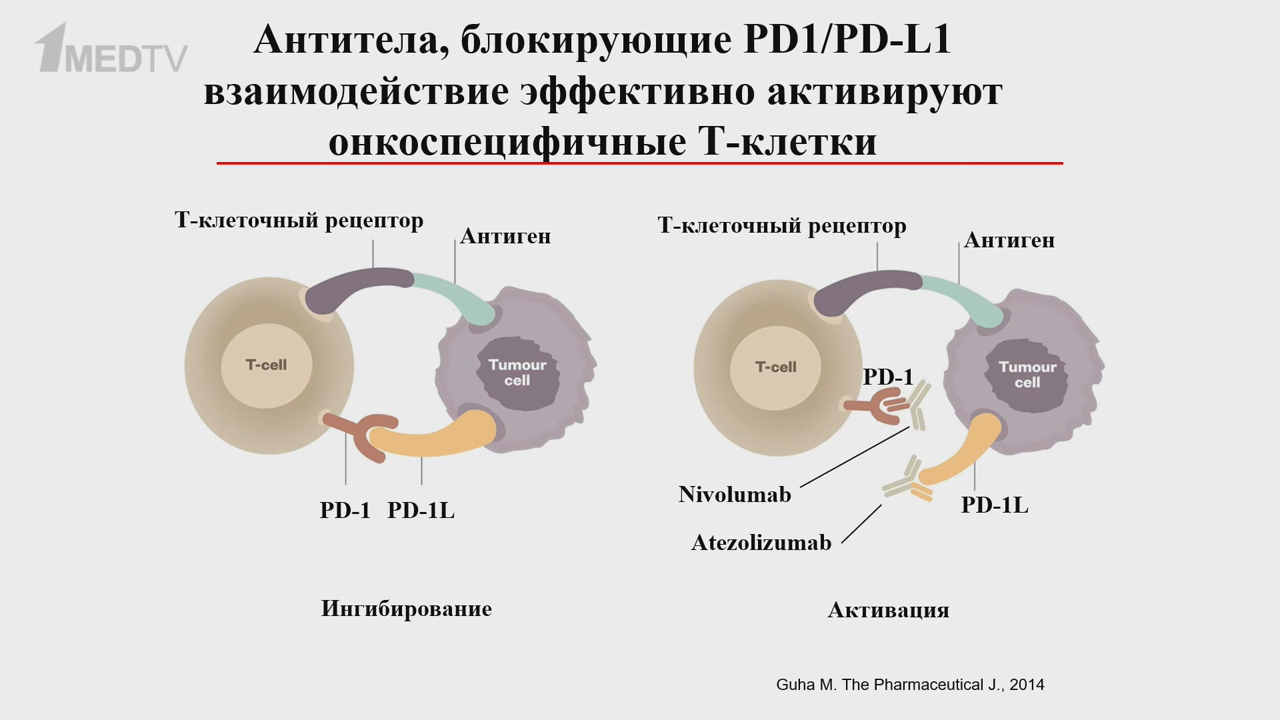 1MEDTV
Антитела, блокирующие PD1/PD-L1
взаимодействие эффективно активируют
онкоспецифичные Т-клетки
Т-клеточный рецептор
Антиген
T-cell
Tumour
cell
PD-1 PD-1L
Ингибирование
Т-клеточный рецептор
Антиген
T-cell
PD-1
Tumour
cell
Nivolumab
PD-1L
Atezolizumab
Активация
Guha M. The Pharmaceutical J., 2014